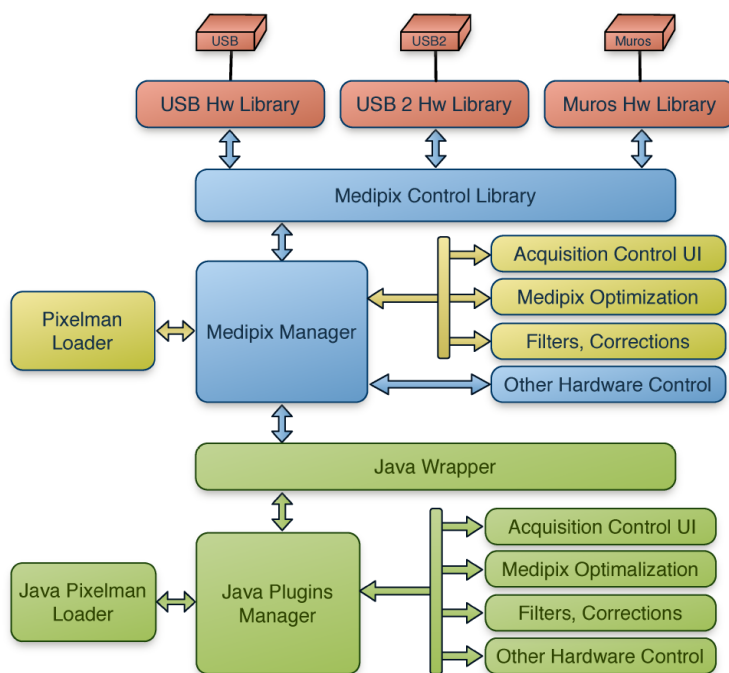 USB
USB2
Muros
USB Hw Library
USB 2 Hw Library
Muros Hw Library
Medipix Control Library
Acquisition Control UI
Medipix Optimization
Filters, Corrections
Other Hardware Control
Pixelman
Loader
Medipix Manager
Java Wrapper
Acquisition Control UI
Medipix Optimalization
Filters, Corrections
Other Hardware Control
Java Pixelman
Loader
Java Plugins
Manager